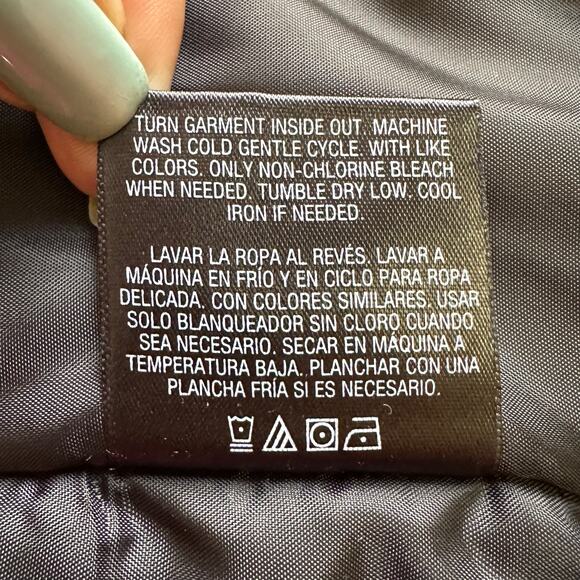 TURN GARMENT INSIDE OUT. MACHINE
WASH COLD GENTLE CYCLE. WITH LIKE
COLORS. ONLY NON-CHLORINE BLEACH
WHEN NEEDED. TUMBLE DRY LOW. COOL
IRON IF NEEDED.
LAVAR LA ROPA AL REVÉS. LAVAR A
MÁQUINA EN FRÍO Y EN CICLO PARA ROPA
DELICADA. CON COLORES SIMILARES. USAR
SOLO BLANQUEADOR SIN CLORO CUANDO
SEA NECESARIO. SECAR EN MÁQUINA A
TEMPERATURA BAJA. PLANCHAR CON UNA
PLANCHA FRÍA SI ES NECESARIO.